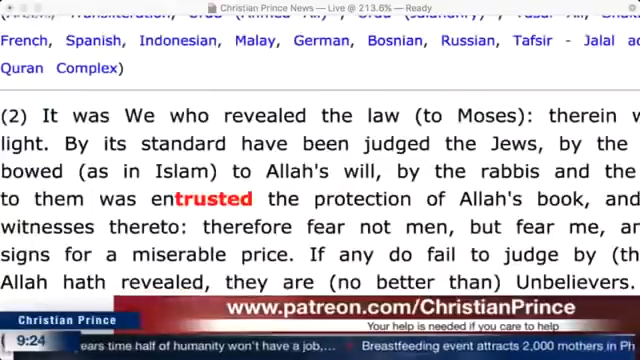 Christian Prince News — Live @ 213.6% — Ready
French, Spanish, Indonesian, Malay, German, Bosnian, Russian, Tafsir - Jalal
Quran Complex)
(2) It was We who revealed the law (to Moses): therein
light. By its standard have been judged the Jews, by the
bowed (as in Islam) to Allah's will, by the rabbis and the
to them was entrusted the protection of Allah's book, and
witnesses thereto: therefore fear not men, but fear me,
signs for a miserable price. If any do fail to judge by
Allah hath revealed, they are (no better than) Unbelievers.
www.patreon.com/ChristianPrince
Christian Prince
Your help is needed if you care to help
9:24
ears time half of humanity won't have a job,... • Breastfeeding event attracts 2,000 mothers in Ph